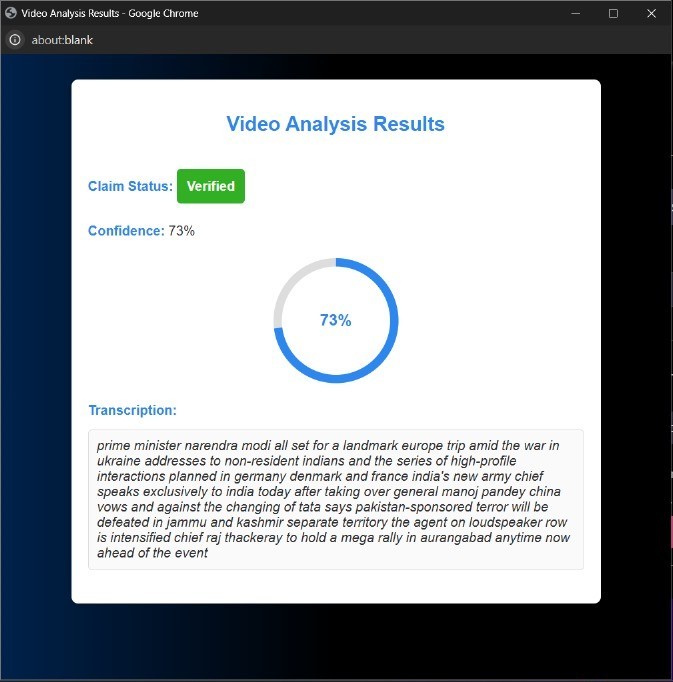 Video Analysis Results - Google Chrome
about:blank
Video Analysis Results
Claim Status: Verified
Confidence: 73%
73%
Transcription:
prime minister narendra modi all set for a landmark europe trip amid the war in
ukraine addresses to non-resident indians and the series of high-profile
interactions planned in germany denmark and france india's new army chief
speaks exclusively to india today after taking over general manoj pandey china
vows and against the changing of tata says pakistan-sponsored terror will be
defeated in jammu and kashmir separate territory the agent on loudspeaker row
is intensified chief raj thackeray to hold a mega rally in aurangabad anytime now
ahead of the event